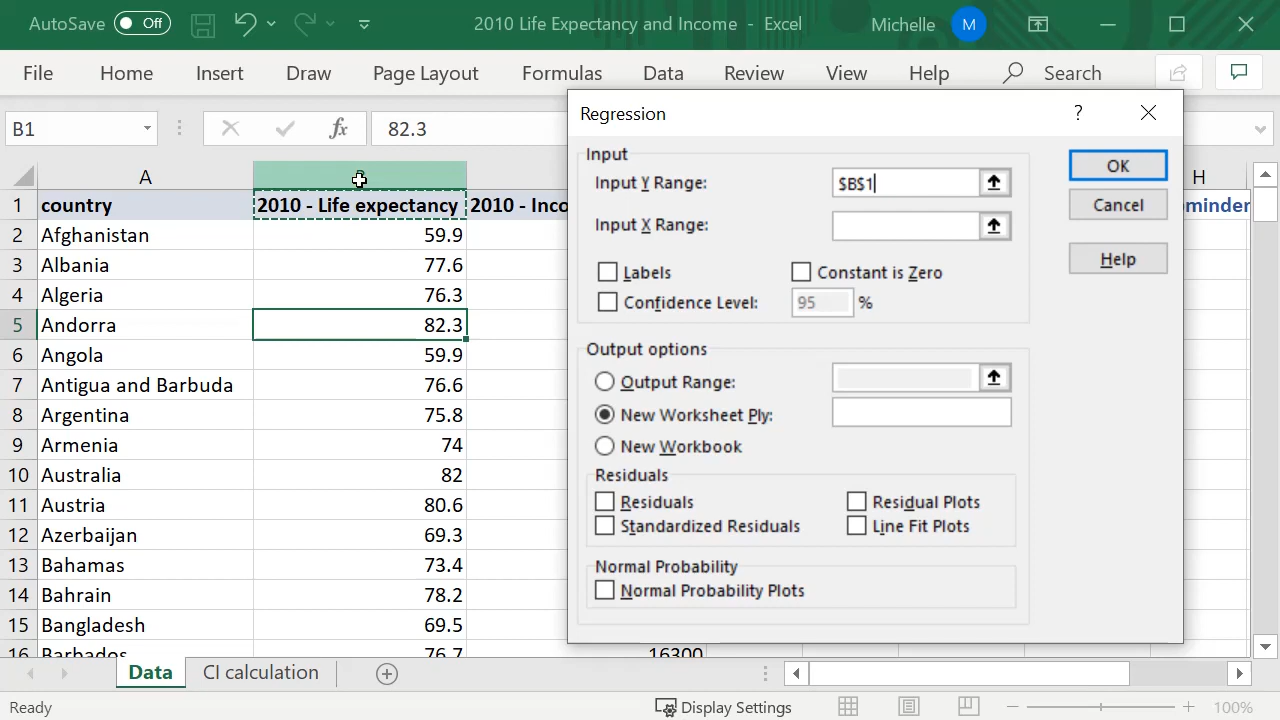 AutoSave Off 2010 Life Expectancy and Income - Excel Michelle M
File Home Insert Draw Page Layout Formulas Data Review View Help Search
B1 fx 82.3
A H
1 country 2010 - Life expectancy 2010 - Inco
2 Afghanistan 59.9
3 Albania 77.6
4 Algeria 76.3
5 Andorra 82.3
6 Angola 59.9
7 Antigua and Barbuda 76.6
8 Argentina 75.8
9 Armenia 74
10 Australia 82
11 Austria 80.6
12 Azerbaijan 69.3
13 Bahamas 73.4
14 Bahrain 78.2
15 Bangladesh 69.5
16 Barbados 76.7 16300
eminder
Regression ?
Input
Input Y Range: $B$1
Input X Range:
Labels Constant is Zero
Confidence Level: 95 %
OK
Cancel
Help
Output options
Output Range:
New Worksheet Ply:
New Workbook
Residuals
Residuals Residual Plots
Standardized Residuals Line Fit Plots
Normal Probability
Normal Probability Plots
Data CI calculation
Ready Display Settings 100%